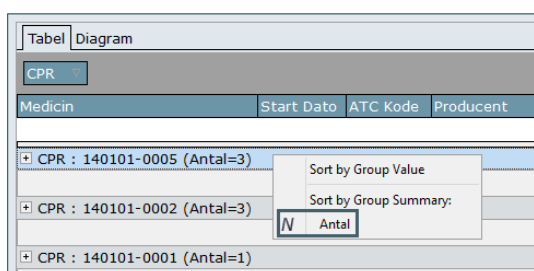 Tabel Diagram
CPR
Medicin Start Dato ATC Kode Producent
+ CPR : 140101-0005 (Antal=3)
Sort by Group Value
Sort by Group Summary:
+ CPR : 140101-0002 (Antal=3)
N Antal
+ CPR : 140101-0001 (Antal=1)